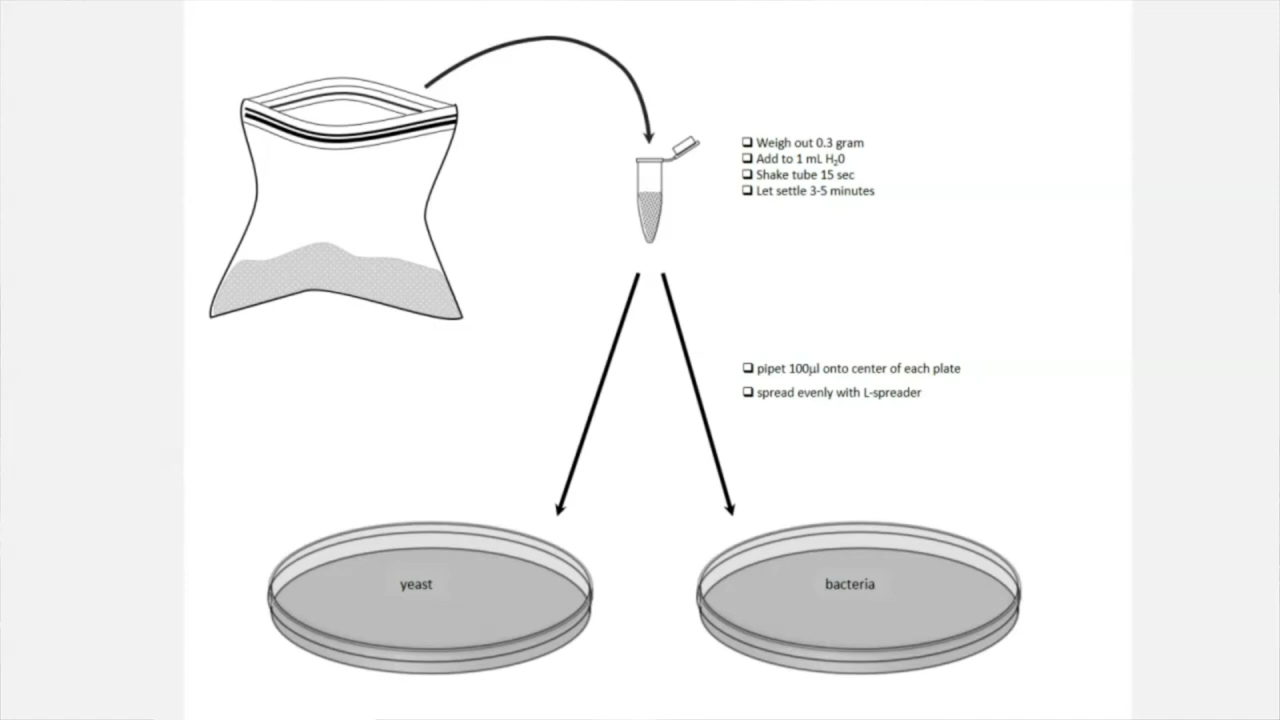 ❑ Weigh out 0.3 gram
❑ Add to 1 mL H₂0
❑ Shake tube 15 sec
❑ Let settle 3-5 minutes
❑ pipet 100µl onto center of each plate
❑ spread evenly with L-spreader
yeast
bacteria